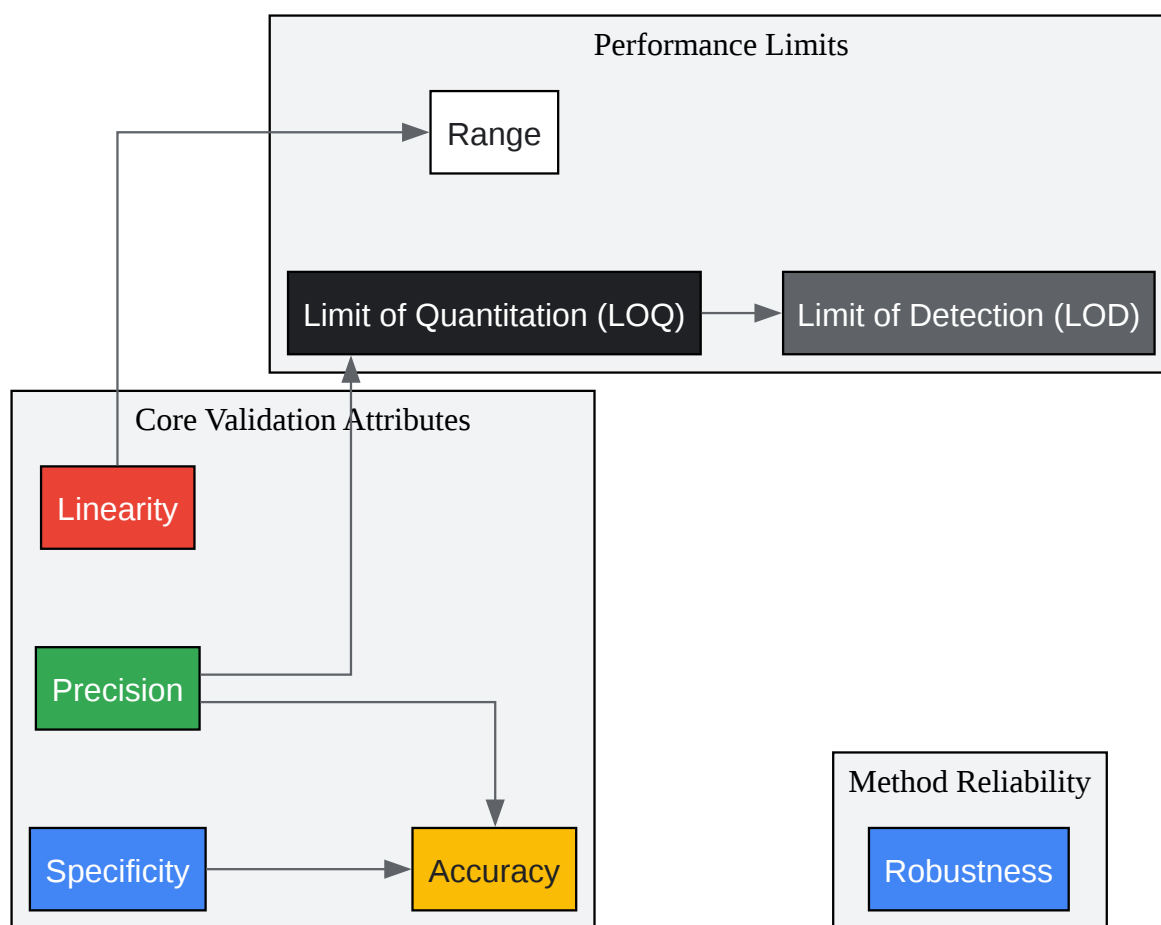 Performance Limits
Range
Limit of Quantitation (LOQ)
Limit of Detection (LOD)
Core Validation Attributes
Linearity
Precision
Specificity
Accuracy
Method Reliability
Robustness